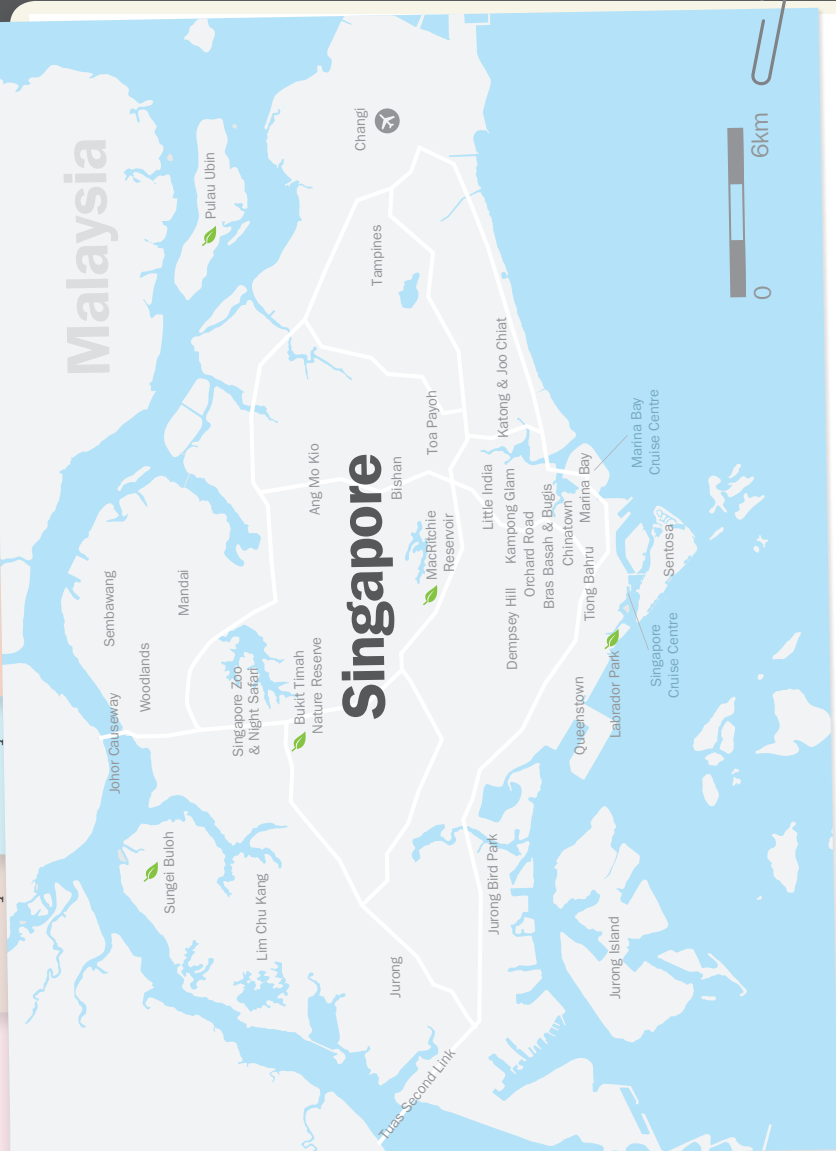 Malaysia
Johor Causeway
Sembawang
Woodlands
Mandai
Pulau Ubin
Sungei Buloh
Singapore Zoo
& Night Safari
Lim Chu Kang
Bukit Timah
Nature Reserve
Ang Mo Kio
Singapore
Changi
Tampines
Bishan
Jurong
MacRitchie
Reservoir
Toa Payoh
Tuas Second Link
Little India
Katong & Joo Chiat
Kampong Glam
Dempsey Hill
Orchard Road
Jurong Bird Park
Bras Basah & Bugis
Chinatown
Marina Bay
Tiong Bahru
Queenstown
Labrador Park
Jurong Island
Marina Bay
Cruise Centre
Sentosa
Singapore
Cruise Centre
0
6km